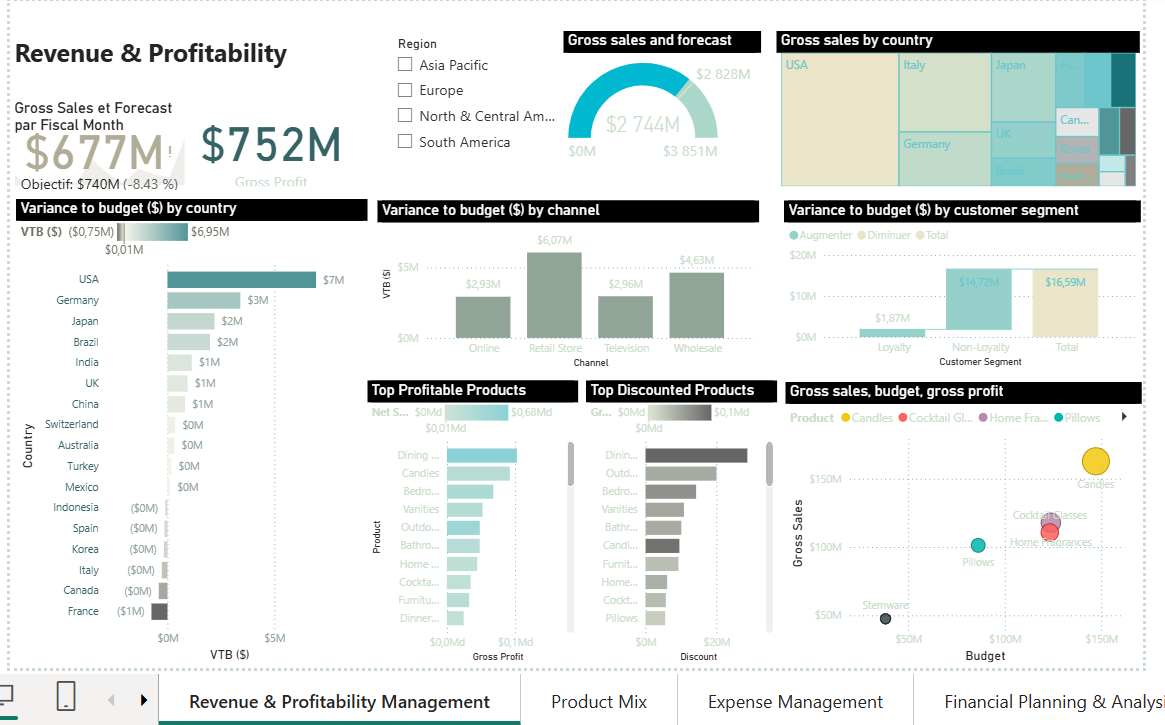 Revenue & Profitability
Gross Sales et Forecast
par Fiscal Month
$677M !
Objectif: $740M (-8.43 %)
$752M
Gross Profit
Region
Asia Pacific
Europe
North & Central Am...
South America
Gross sales and forecast
$2 828M
$2 744M
$0M
$3 851M
Gross sales by country
USA
Italy
Germany
Japan
UK
Brazil
Fr...
Can...
Korea
Variance to budget ($) by country
VTB ($) ($0,75M) $6,95M
$0,01M
Country
USA $7M
Germany $3M
Japan $2M
Brazil $2M
India $1M
UK $1M
China $1M
Switzerland $0M
Australia $0M
Turkey $0M
Mexico $0M
Indonesia ($0M)
Spain ($0M)
Korea ($0M)
Italy ($0M)
Canada ($0M)
France ($1M)
$0M $5M
VTB ($)
Variance to budget ($) by channel
VTB ($)
$5M
$0M
$2,93M
$6,07M
$2,96M
$4,63M
Online Retail Store Television Wholesale
Channel
Variance to budget ($) by customer segment
Augmenter Diminuer Total
$20M
$10M
$0M
$1,87M
$14,72M
$16,59M
Loyalty Non-Loyalty Total
Customer Segment
Top Profitable Products
Net S... $0Md $0,68Md
$0,01Md
Product
Dining ...
Candles
Bedro...
Vanities
Outdo...
Bathro...
Home ...
Cockta...
Furnitu...
Dinner...
$0,0Md $0,1Md
Gross Profit
Top Discounted Products
Gr... $0Md $0,1Md
$0Md
Dinin...
Outd...
Bedro...
Vanities
Bathr...
Candl...
Furnit...
Home...
Cockt...
Pillows
$0M $20M
Discount
Gross sales, budget, gross profit
Product Candles Cocktail Gl... Home Fra... Pillows
Gross Sales
$150M
$100M
$50M
Candles
Cocktail Glasses
Home Fragrances
Pillows
Stemware
$50M $100M $150M
Budget
Revenue & Profitability Management
Product Mix
Expense Management
Financial Planning & Analysi